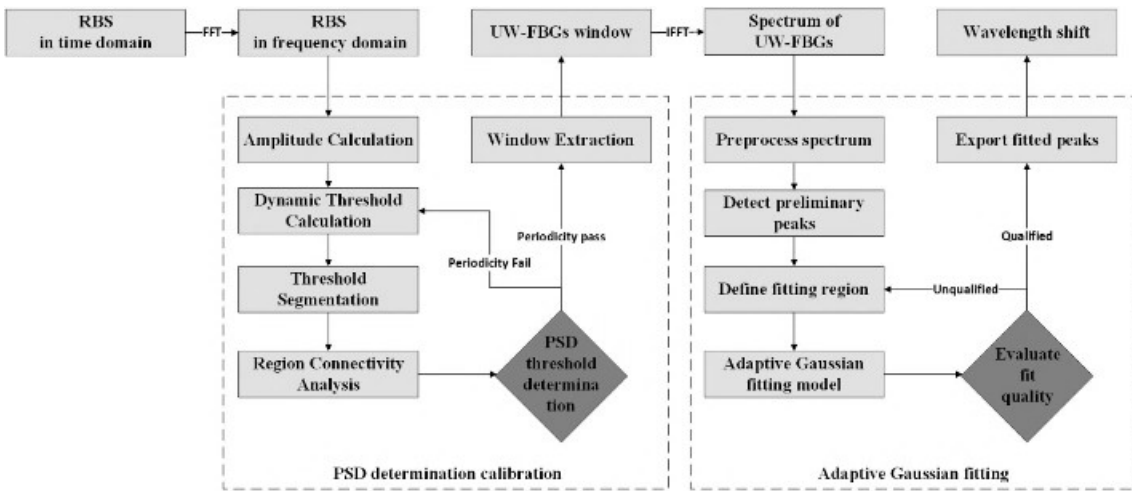 RBS
in time domain
FFT
RBS
in frequency domain
UW-FBGs window
IFFT
Spectrum of
UW-FBGs
Wavelength shift
Amplitude Calculation
Window Extraction
Preprocess spectrum
Export fitted peaks
Dynamic Threshold
Calculation
Detect preliminary
peaks
Periodicity pass
Qualified
Periodicity Fail
Threshold
Segmentation
Define fitting region
Unqualified
Region Connectivity
Analysis
PSD
threshold
determina
tion
Adaptive Gaussian
fitting model
Evaluate
fit
quality
PSD determination calibration
Adaptive Gaussian fitting